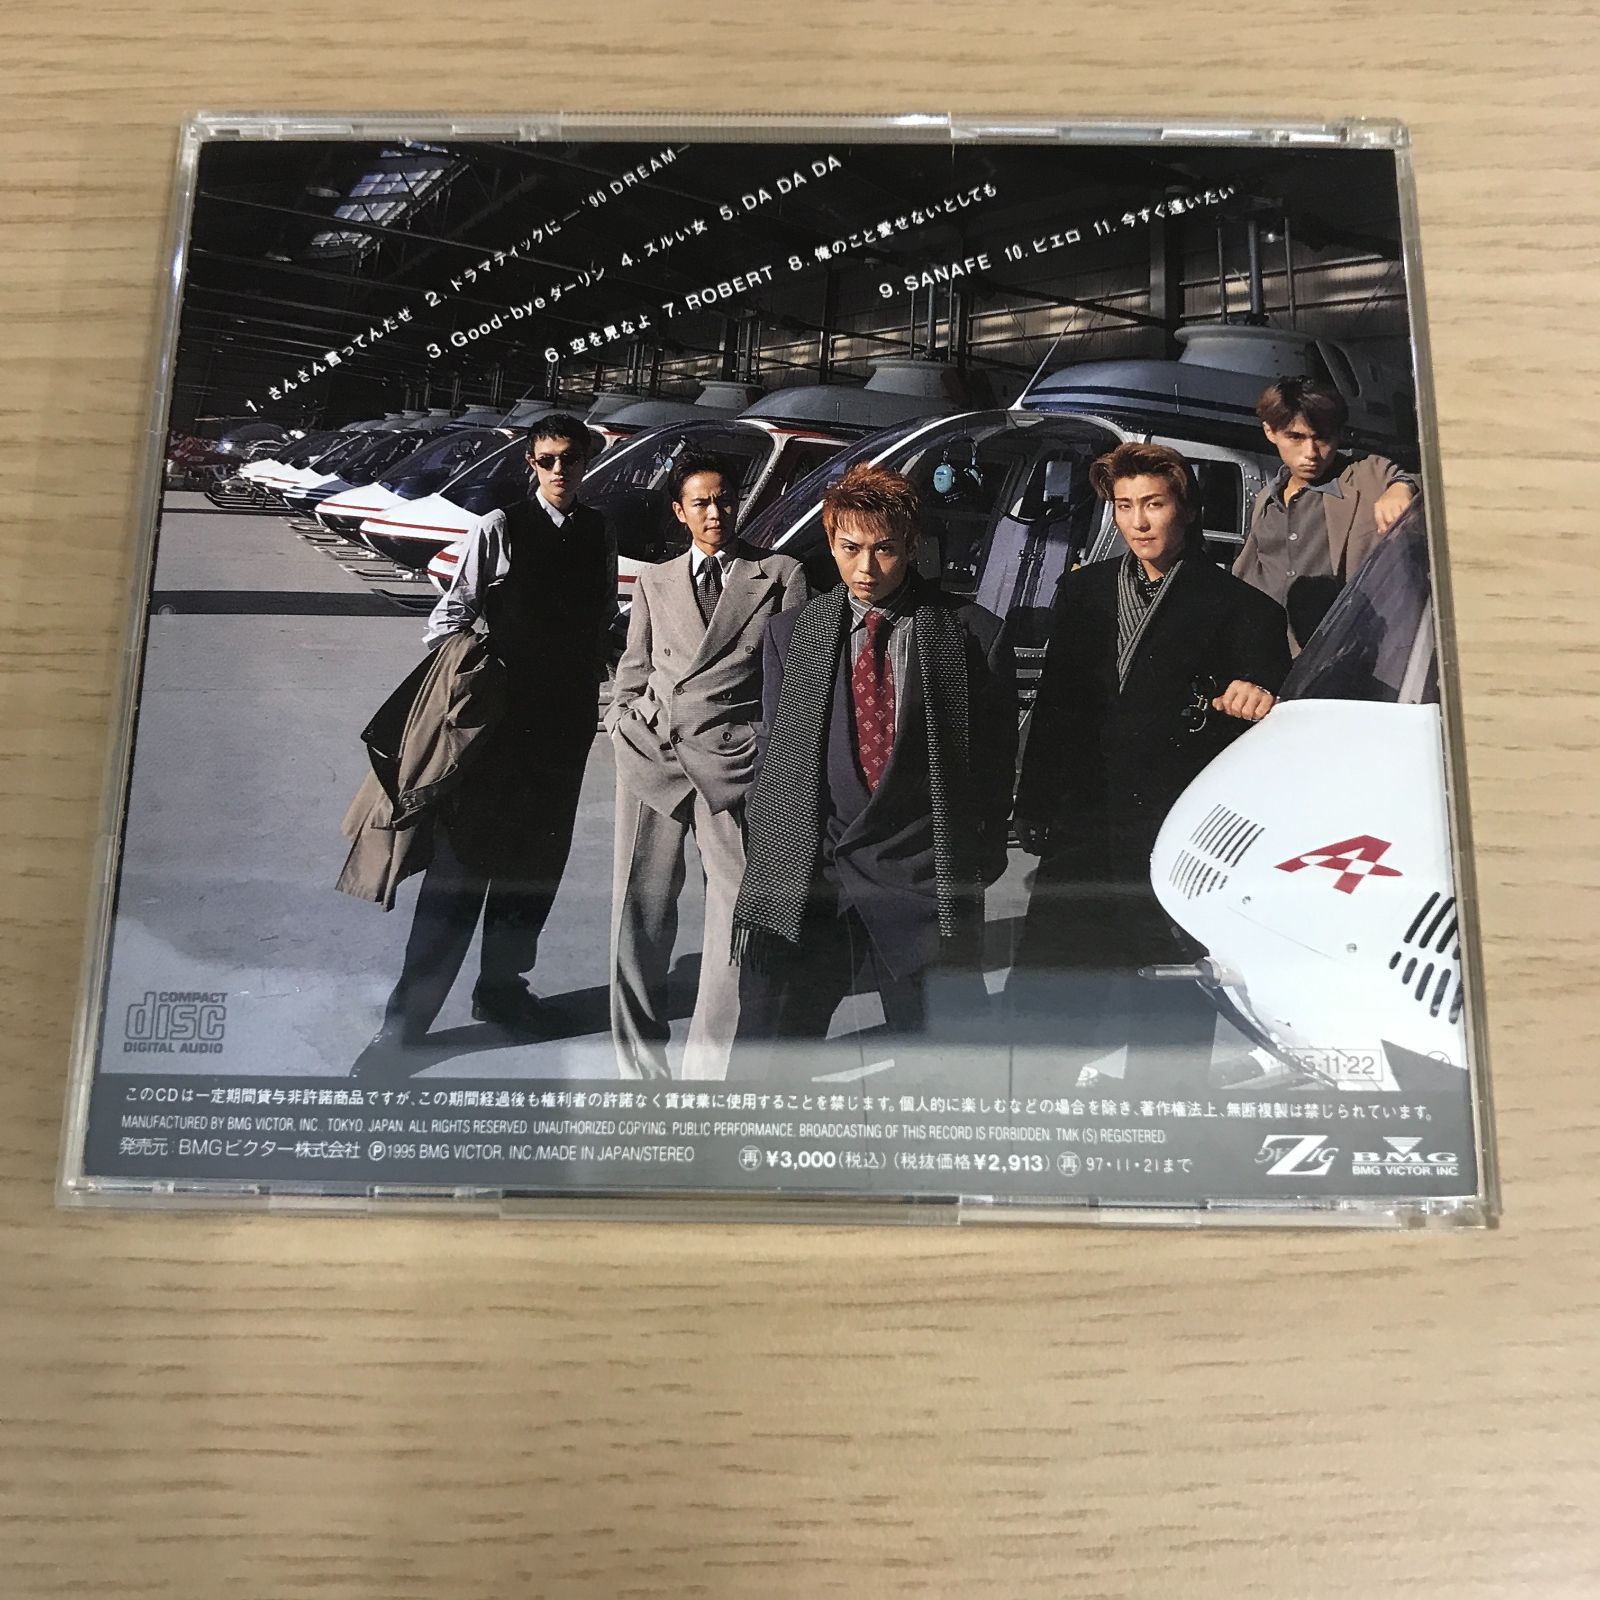 1. さんざん言ってんだぜ 2. ドラマティックに—'90 DREAM—
3. Good-bye ダーリン 4. ズルい女 5. DA DA DA
6. 空を見なよ 7. ROBERT 8. 俺のこと愛せないとしても
9. SANAFE 10. ピエロ 11. 今すぐ逢いたい
COMPACT
disc
DIGITAL AUDIO
95·11·22
このCDは一定期間貸与非許諾商品ですが、この期間経過後も権利者の許諾なく賃貸業に使用することを禁じます。個人的に楽しむなどの場合を除き、著作権法上、無断複製は禁じられています。
MANUFACTURED BY BMG VICTOR, INC. TOKYO, JAPAN. ALL RIGHTS RESERVED. UNAUTHORIZED COPYING. PUBLIC PERFORMANCE. BROADCASTING OF THIS RECORD IS FORBIDDEN. TMK (S) REGISTERED
発売元:BMGビクター株式会社 Ⓟ1995 BMG VICTOR, INC./MADE IN JAPAN/STEREO ㊢¥3,000(税込)(税抜価格¥2,913) 再 97·11·21まで
BMG
BMG VICTOR, INC